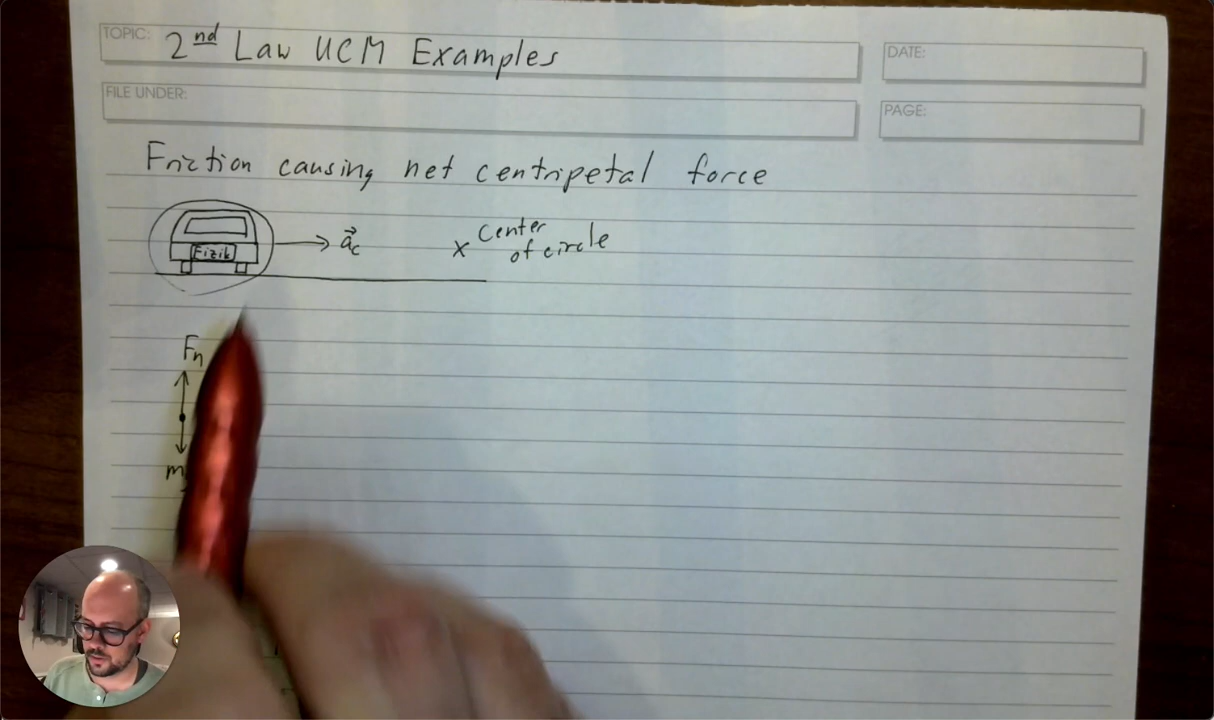 TOPIC: 2nd Law UCM Examples
DATE:
FILE UNDER:
PAGE:
Friction causing net centripetal force
Fizik
a⃗c
x Center
of circle
Fn
m